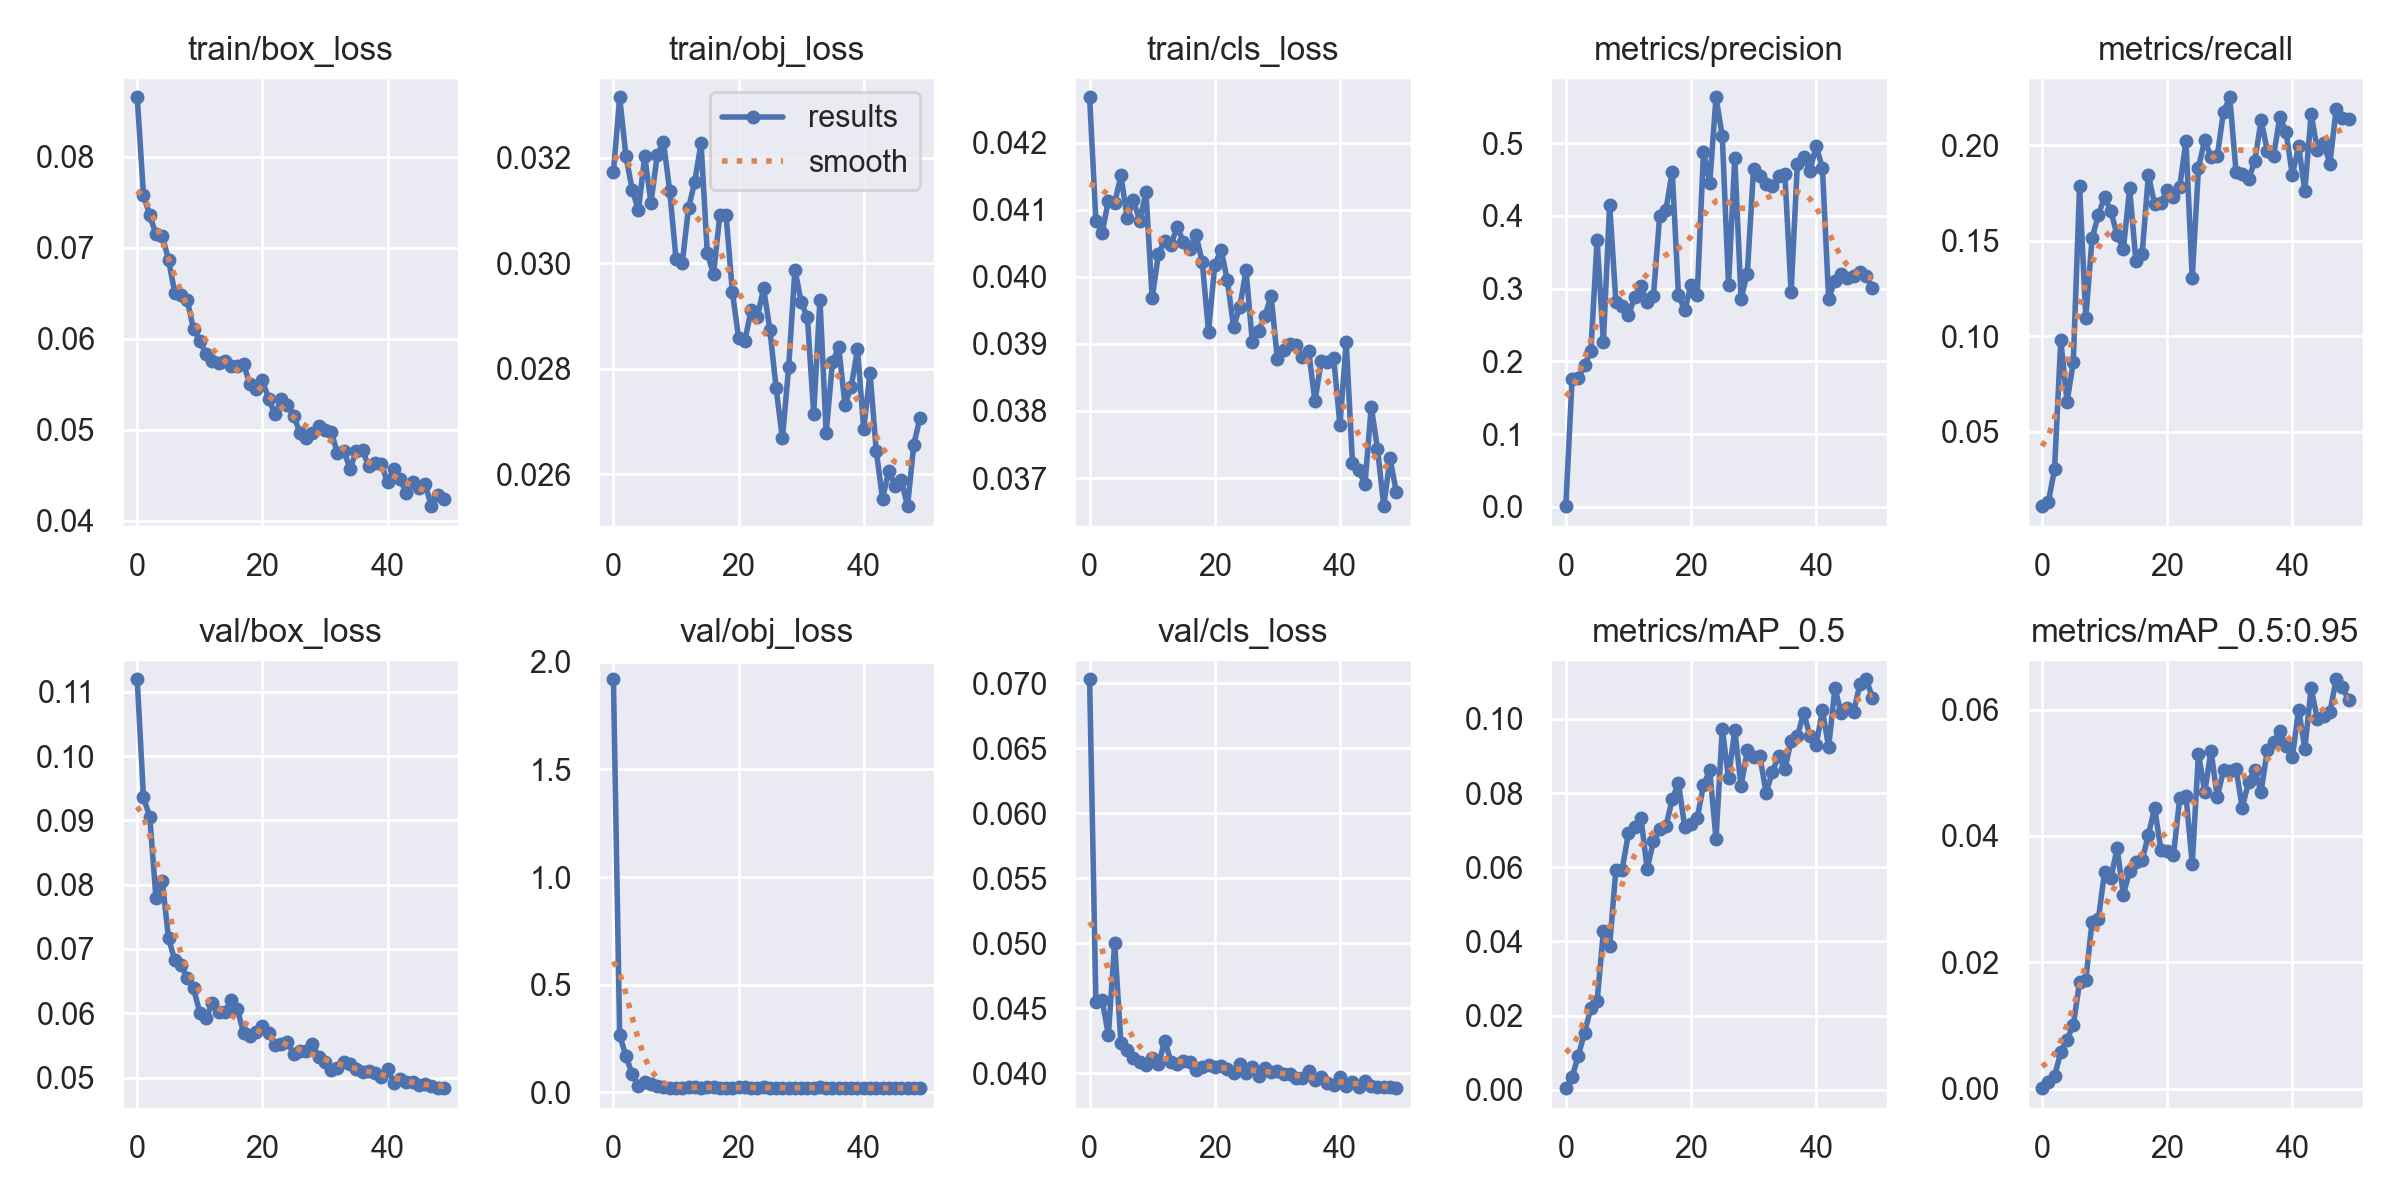 train/box_loss
0.08
0.07
0.06
0.05
0.04
0 20 40
train/obj_loss
results
smooth
0.032
0.030
0.028
0.026
0 20 40
train/cls_loss
0.042
0.041
0.040
0.039
0.038
0.037
0 20 40
metrics/precision
0.5
0.4
0.3
0.2
0.1
0.0
0 20 40
metrics/recall
0.20
0.15
0.10
0.05
0 20 40
val/box_loss
0.11
0.10
0.09
0.08
0.07
0.06
0.05
0 20 40
val/obj_loss
2.0
1.5
1.0
0.5
0.0
0 20 40
val/cls_loss
0.070
0.065
0.060
0.055
0.050
0.045
0.040
0 20 40
metrics/mAP_0.5
0.10
0.08
0.06
0.04
0.02
0.00
0 20 40
metrics/mAP_0.5:0.95
0.06
0.04
0.02
0.00
0 20 40